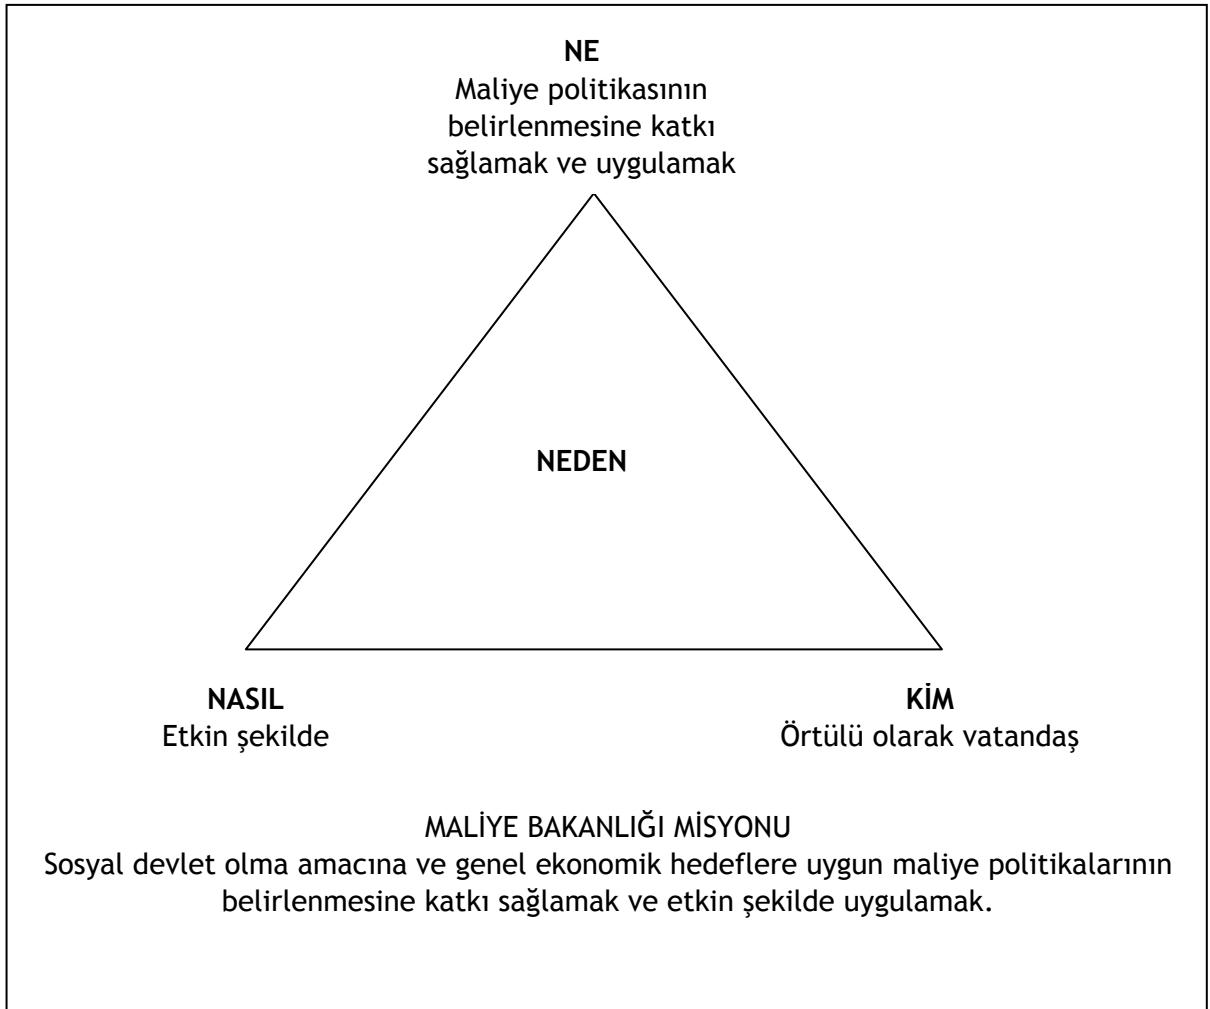 NE
Maliye politikasının
belirlenmesine katkı
sağlamak ve uygulamak
NEDEN
NASIL
Etkin şekilde
KİM
Örtülü olarak vatandaş
MALİYE BAKANLIĞI MİSYONU
Sosyal devlet olma amacına ve genel ekonomik hedeflere uygun maliye politikalarının
belirlenmesine katkı sağlamak ve etkin şekilde uygulamak.